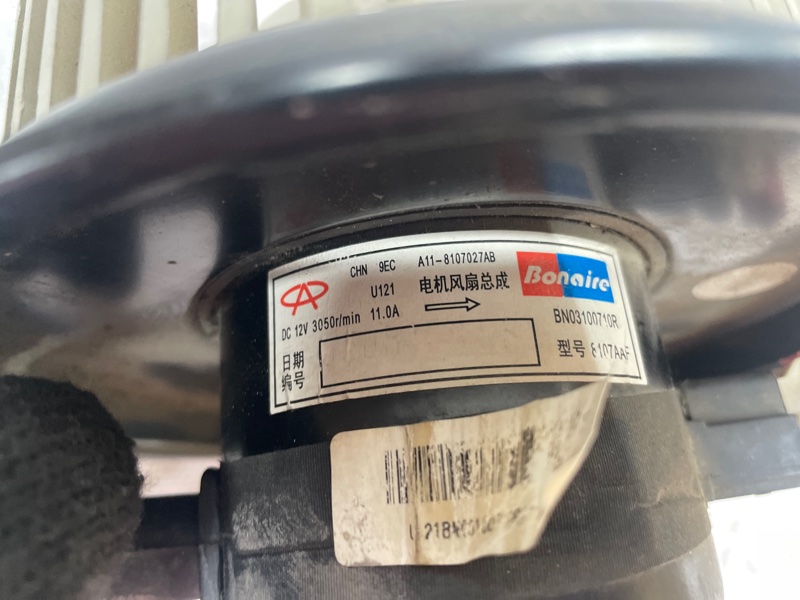 CHN 9EC A11-8107027AB
U121 电机风扇总成 Bonaire
DC 12V 3050r/min 11.0A
BN03100710R
日期
编号
型号 8107AAF